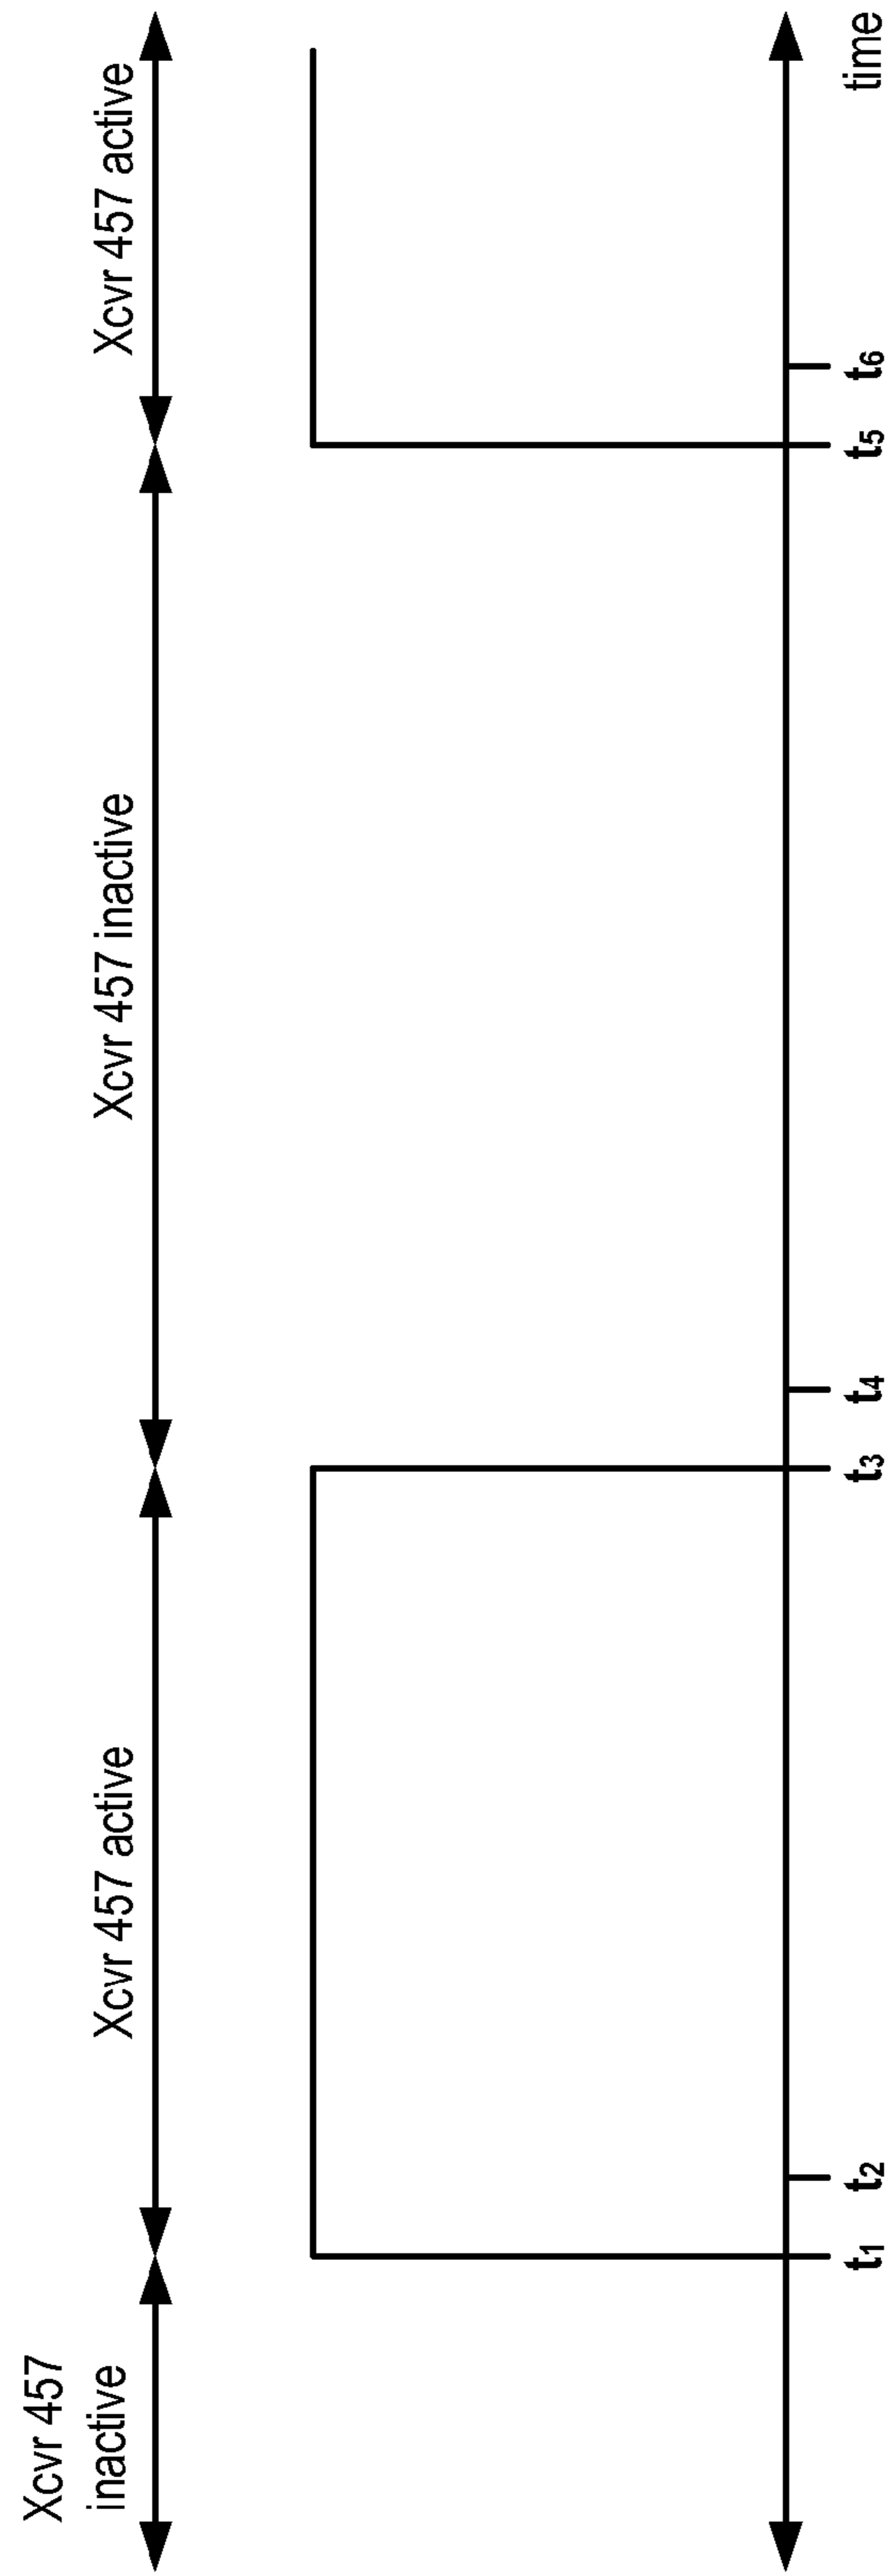 Xcvr 457
inactive
Xcvr 457 active
Xcvr 457 inactive
Xcvr 457 active
t1
t2
t3
t4
t5
t6
time